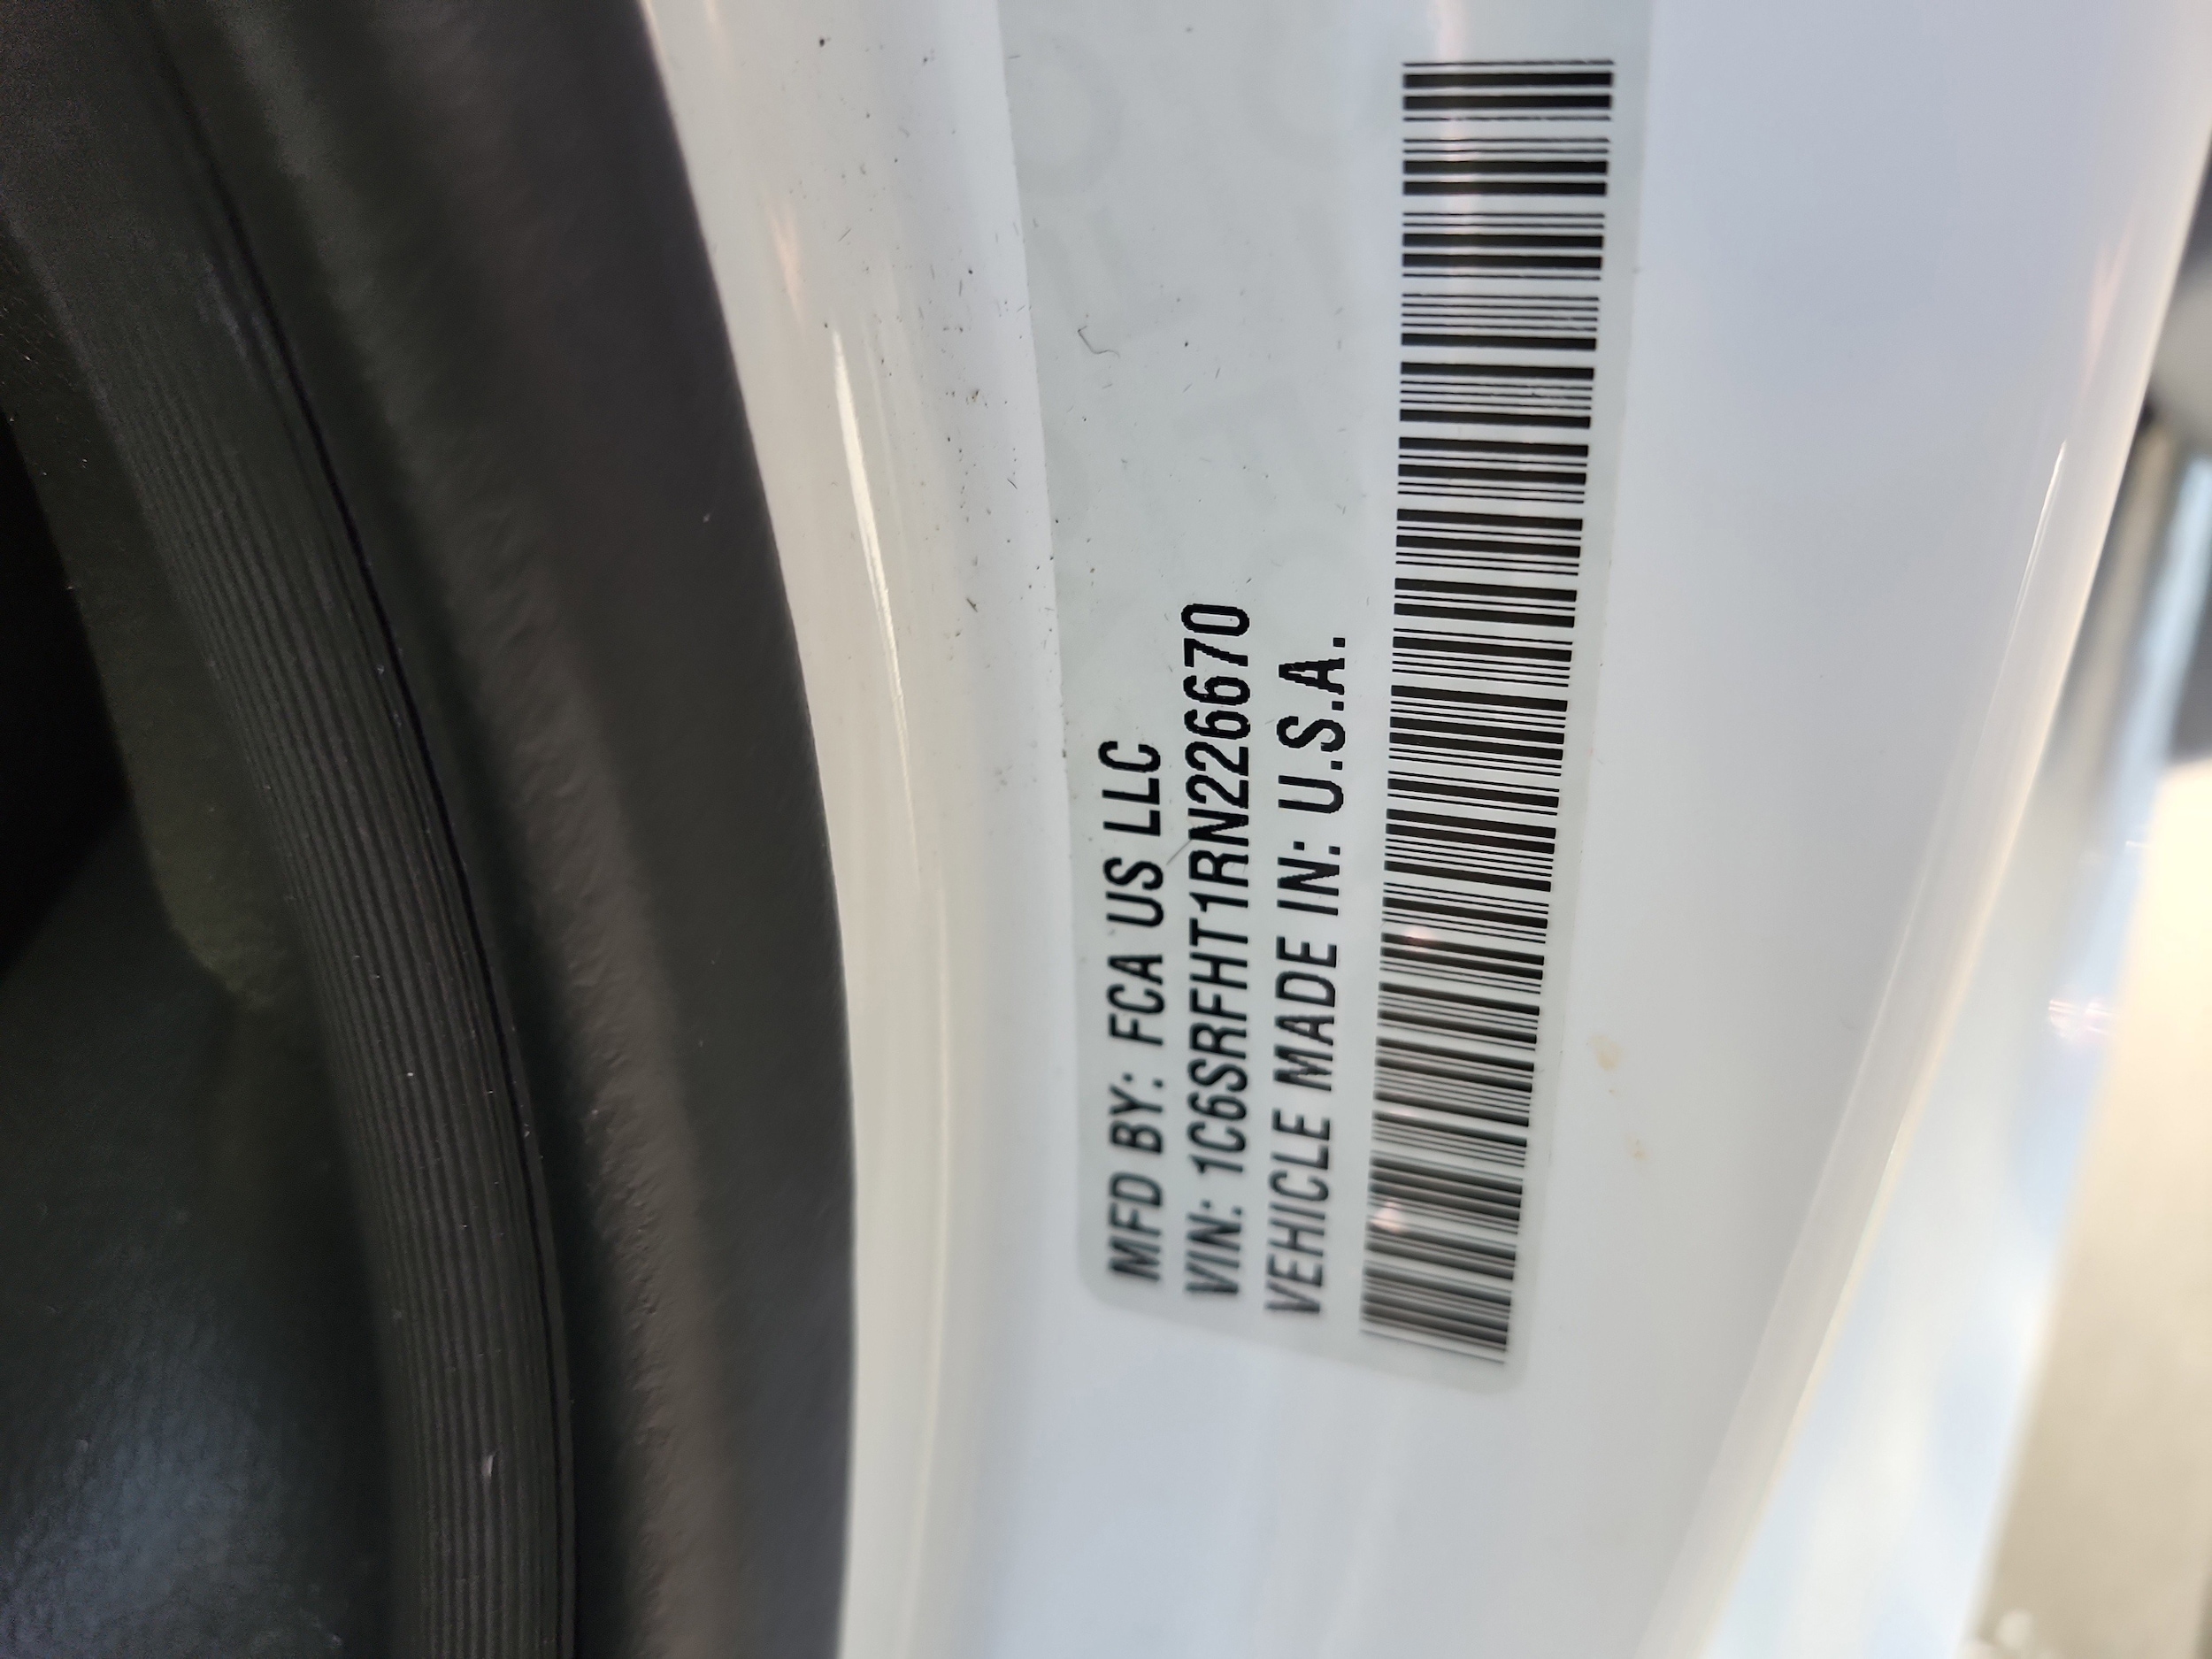 MFD BY: FCA US LLC
VIN: 1C6SRFHT1RN226670
VEHICLE MADE IN: U.S.A.